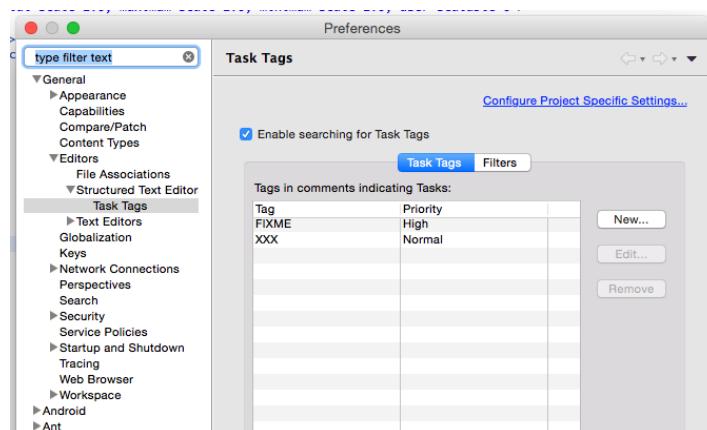 Preferences
type filter text
Task Tags
General
Appearance
Capabilities
Compare/Patch
Content Types
Editors
File Associations
Structured Text Editor
Task Tags
Text Editors
Globalization
Keys
Network Connections
Perspectives
Search
Security
Service Policies
Startup and Shutdown
Tracing
Web Browser
Workspace
Android
Ant
Configure Project Specific Settings...
Enable searching for Task Tags
Task Tags Filters
Tags in comments indicating Tasks:
Tag Priority
FIXME High
XXX Normal
New...
Edit...
Remove